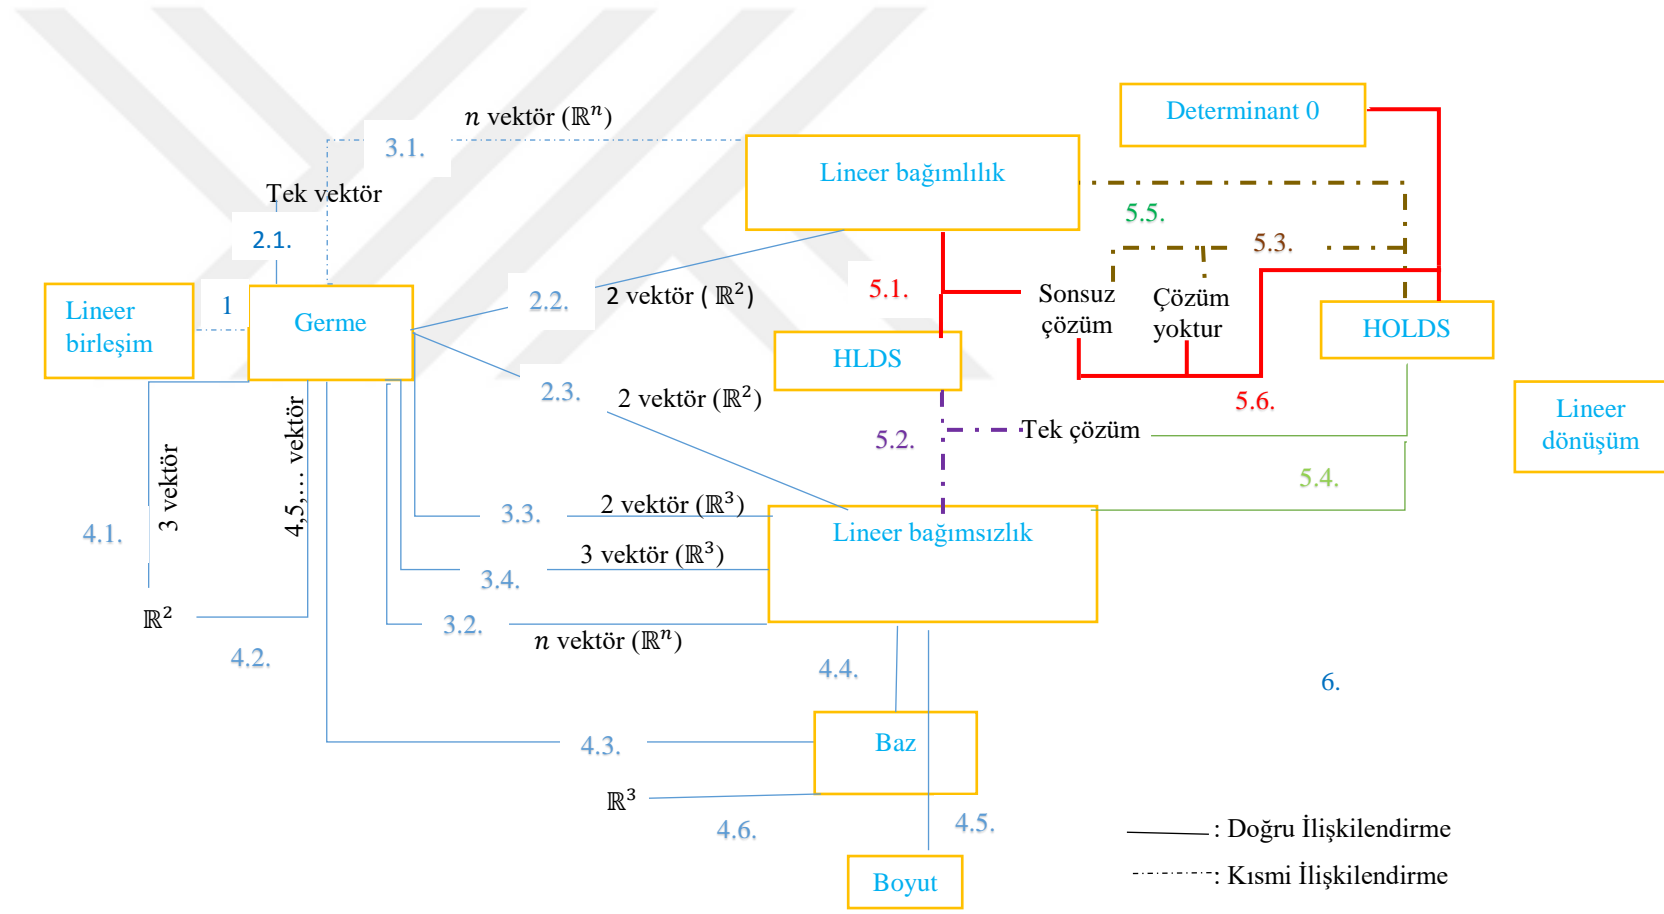 Determinant 0
n vektör (ℝⁿ)
3.1.
Lineer bağımlılık
Tek vektör
5.5.
2.1.
5.3.
5.1.
Sonsuz
çözüm
Çözüm
yoktur
2.2.
2 vektör ( ℝ²)
Lineer
birleşim
1
Germe
HOLDS
HLDS
2.3.
2 vektör (ℝ²)
5.6.
Lineer
dönüşüm
5.2.
Tek çözüm
3 vektör
4,5,… vektör
5.4.
4.1.
3.3.
2 vektör (ℝ³)
Lineer bağımsızlık
3 vektör (ℝ³)
3.4.
ℝ²
3.2.
n vektör (ℝⁿ)
4.2.
4.4.
6.
4.3.
Baz
ℝ³
4.6.
4.5.
: Doğru İlişkilendirme
Boyut
: Kısmi İlişkilendirme